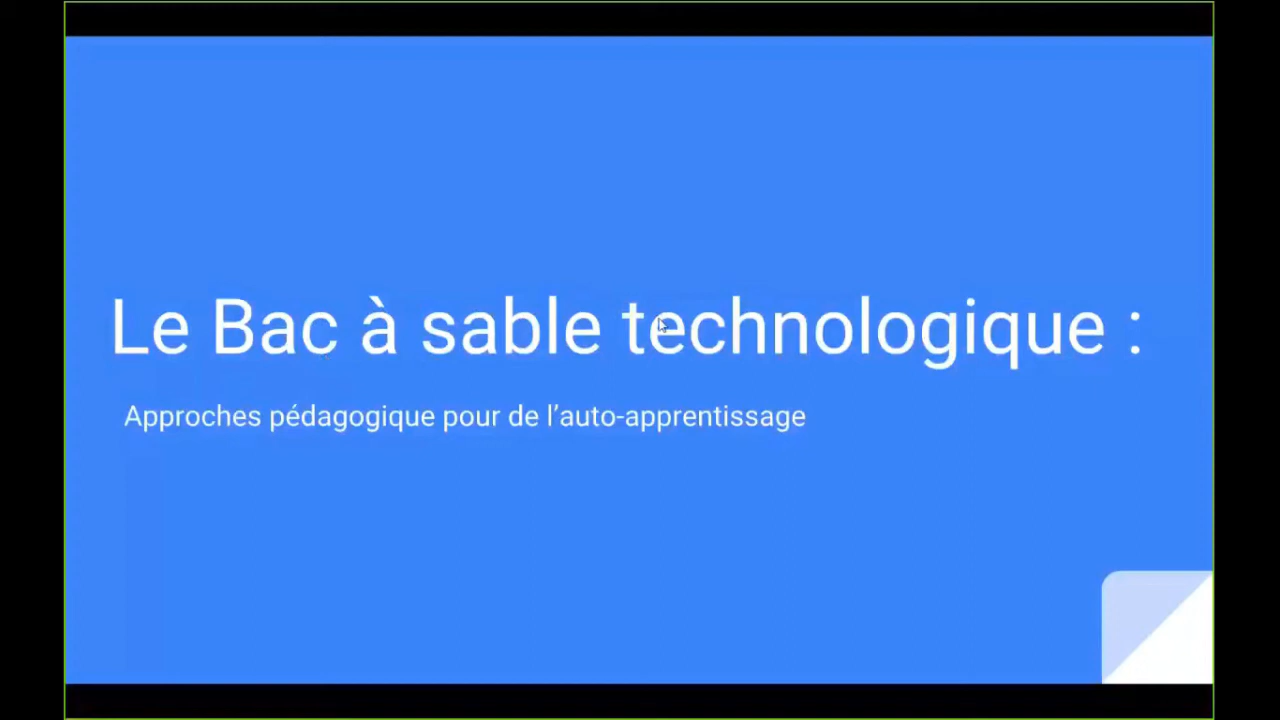 Le Bac à sable technologique :
Approches pédagogique pour de l’auto-apprentissage